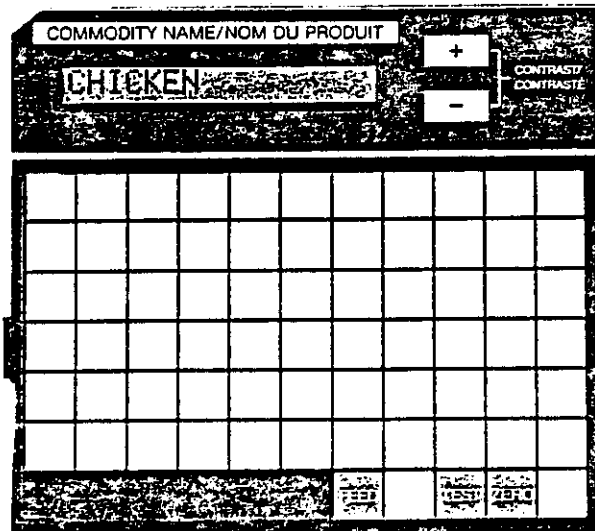 COMMODITY NAME/NOM DU PRODUIT
+
CHICKEN
CONTRAST/
CONTRASTE
-
FEED
TEST ZERO